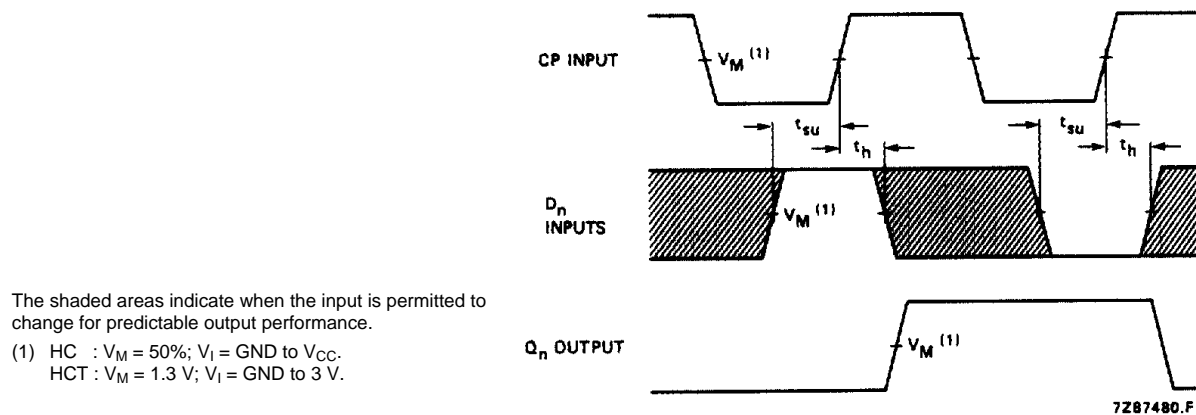 CP INPUT
V_M (1)
t_su
t_h
t_su
t_h
D_n
INPUTS
V_M (1)
The shaded areas indicate when the input is permitted to
change for predictable output performance.
(1) HC : V_M = 50%; V_I = GND to V_CC.
HCT : V_M = 1.3 V; V_I = GND to 3 V.
Q_n OUTPUT
V_M (1)
7Z87480.F